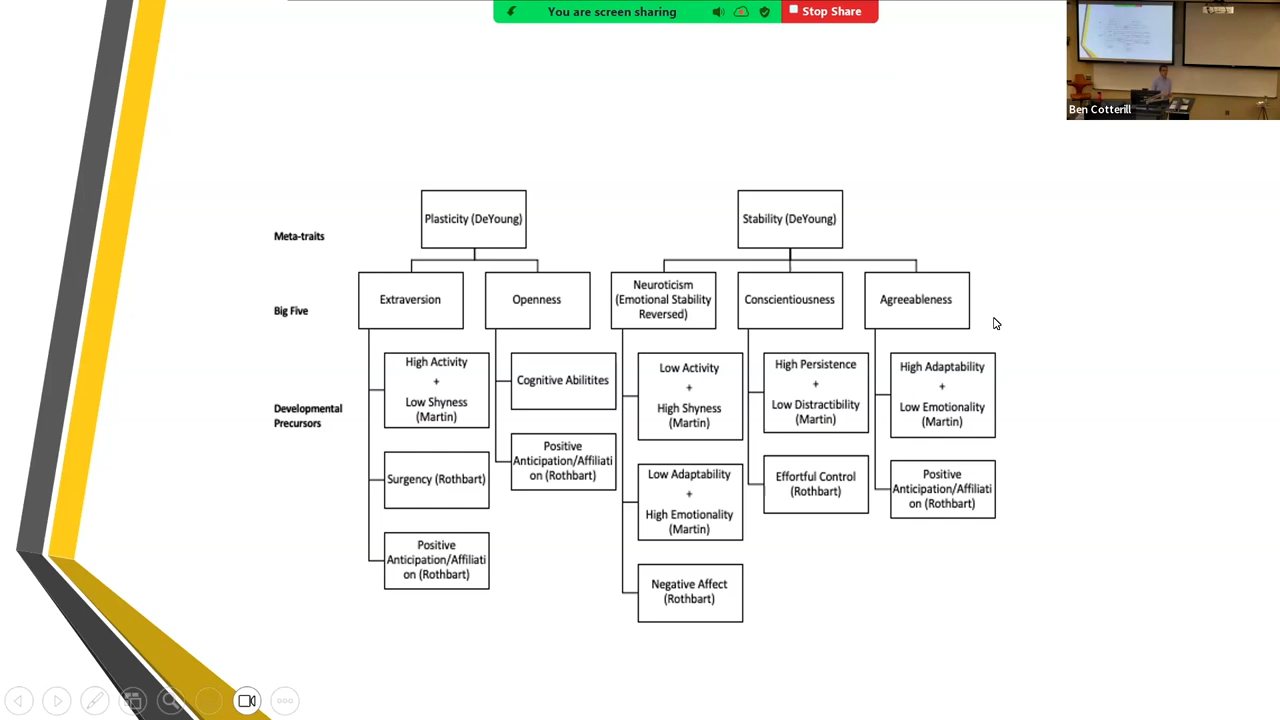 You are screen sharing
Stop Share
Ben Cotterill
Plasticity (DeYoung)
Stability (DeYoung)
Meta-traits
Big Five
Extraversion
Openness
Neuroticism
(Emotional Stability
Reversed)
Conscientiousness
Agreeableness
Developmental
Precursors
High Activity
+
Low Shyness
(Martin)
Surgency (Rothbart)
Positive
Anticipation/Affiliati
on (Rothbart)
Cognitive Abilitites
Positive
Anticipation/Affiliati
on (Rothbart)
Low Activity
+
High Shyness
(Martin)
Low Adaptability
+
High Emotionality
(Martin)
Negative Affect
(Rothbart)
High Persistence
+
Low Distractibility
(Martin)
Effortful Control
(Rothbart)
High Adaptability
+
Low Emotionality
(Martin)
Positive
Anticipation/Affiliati
on (Rothbart)